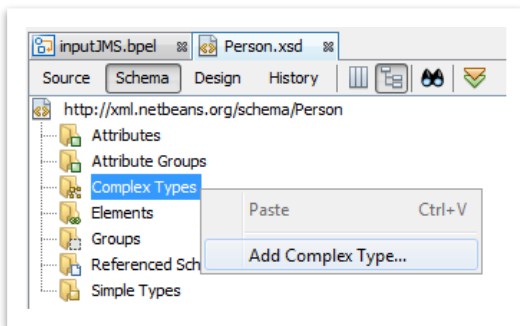 inputJMS.bpel Person.xsd
Source Schema Design History
http://xml.netbeans.org/schema/Person
Attributes
Attribute Groups
Complex Types
Elements
Paste Ctrl+V
Groups
Add Complex Type...
Referenced Sch
Simple Types